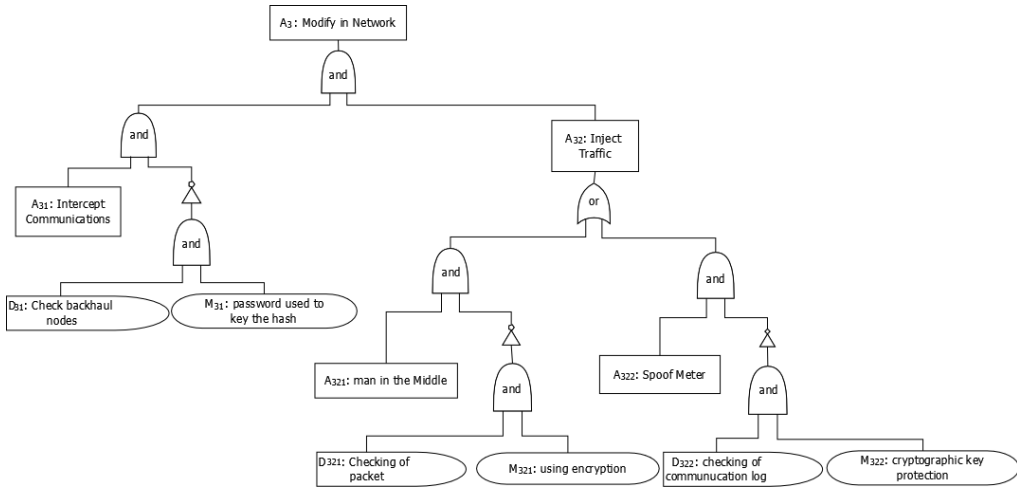 A3: Modify in Network
and
and
A32: Inject
Traffic
A31: Intercept
Communications
or
and
and
and
D31: Check backhaul
nodes
M31: password used to
key the hash
A321: man in the Middle
A322: Spoof Meter
and
and
D321: Checking of
packet
M321: using encryption
D322: checking of
communucation log
M322: cryptographic key
protection